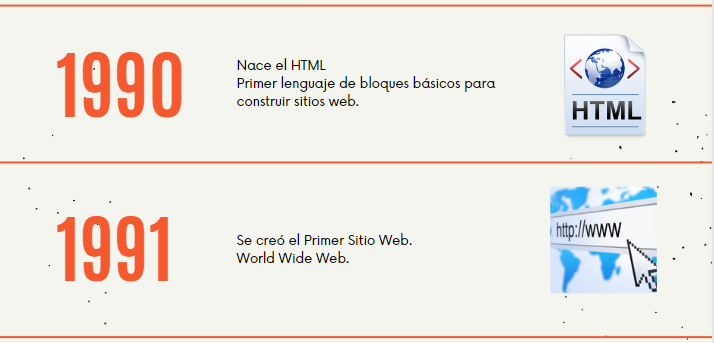 1990
Nace el HTML
Primer lenguaje de bloques básicos para
construir sitios web.
< >
HTML
1991
Se creó el Primer Sitio Web.
World Wide Web.
http://www